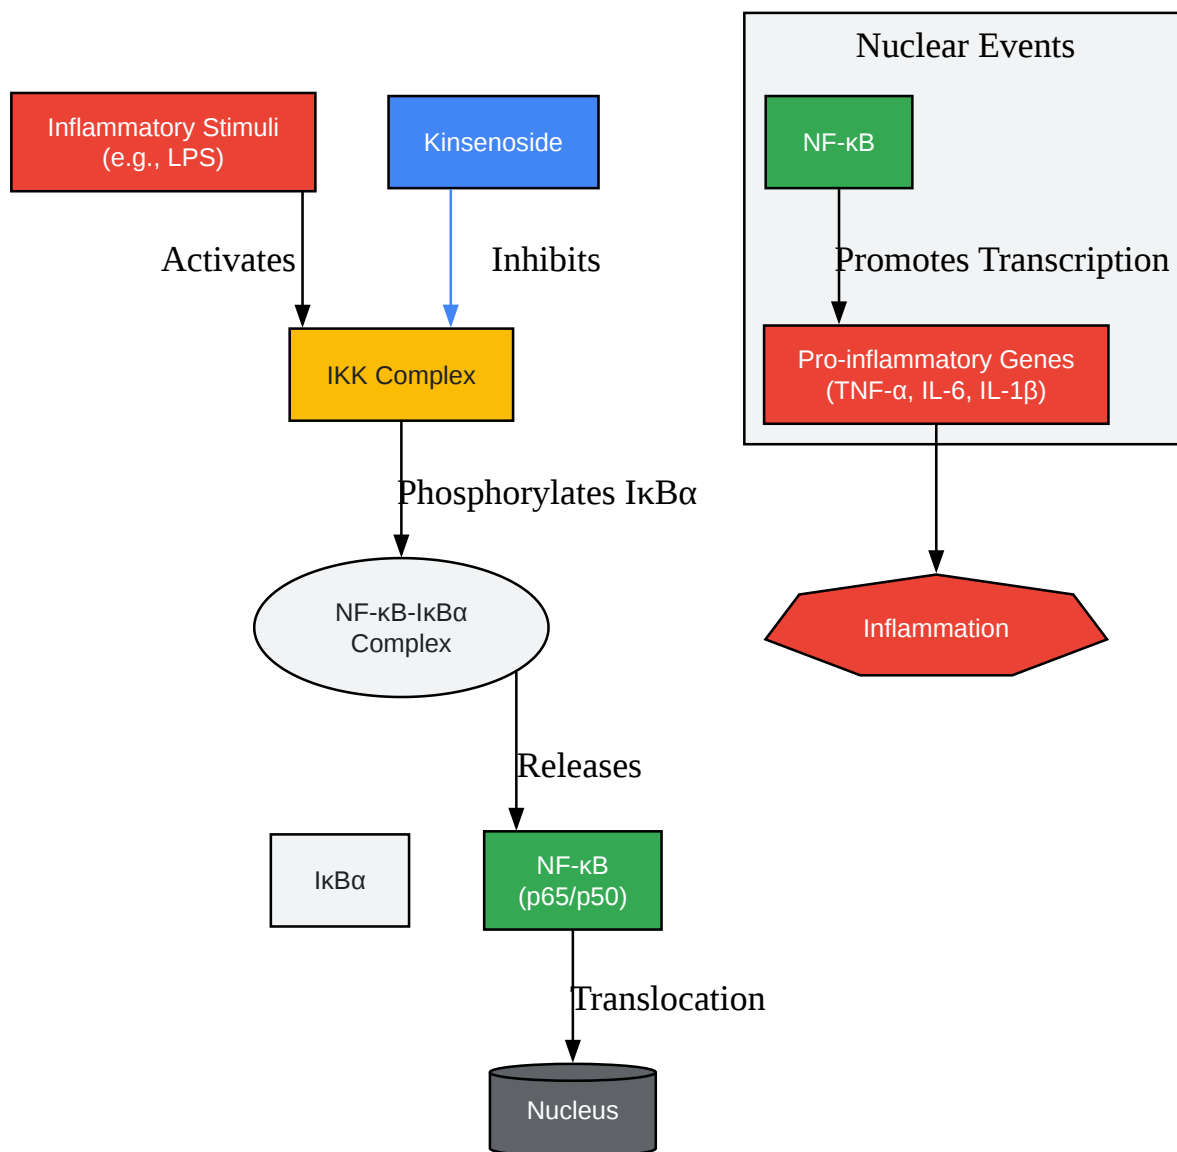 Nuclear Events
Inflammatory Stimuli
(e.g., LPS)
Kinsenoside
NF-κB
Activates
Inhibits
Promotes Transcription
IKK Complex
Pro-inflammatory Genes
(TNF-α, IL-6, IL-1β)
Phosphorylates IκBα
NF-κB-IκBα
Complex
Inflammation
Releases
IκBα
NF-κB
(p65/p50)
Translocation
Nucleus